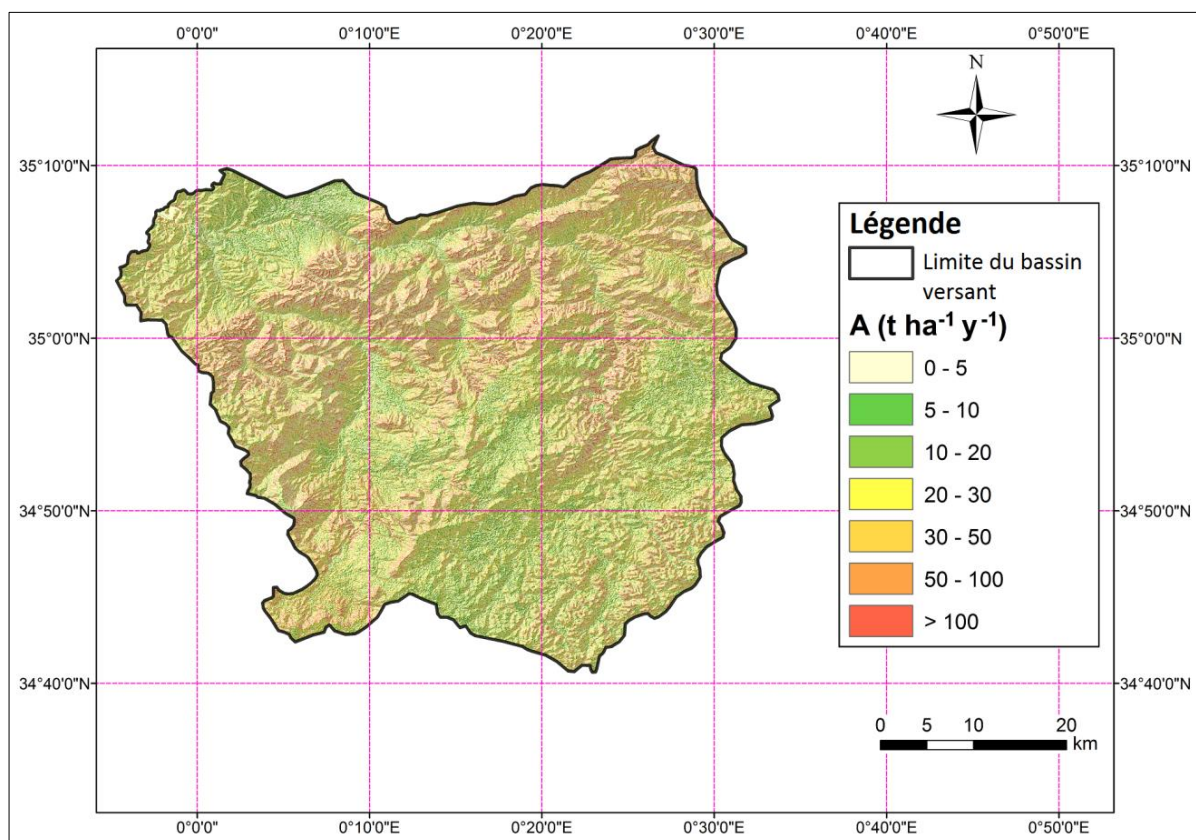 0°0'0" 0°10'0"E 0°20'0"E 0°30'0"E 0°40'0"E 0°50'0"E
N
35°10'0"N 35°10'0"N
Légende
Limite du bassin
versant
A (t ha⁻¹ y⁻¹)
0 - 5
5 - 10
10 - 20
20 - 30
30 - 50
50 - 100
> 100
35°0'0"N 35°0'0"N
34°50'0"N 34°50'0"N
34°40'0"N 34°40'0"N
0 5 10 20
km
0°0'0" 0°10'0"E 0°20'0"E 0°30'0"E 0°40'0"E 0°50'0"E